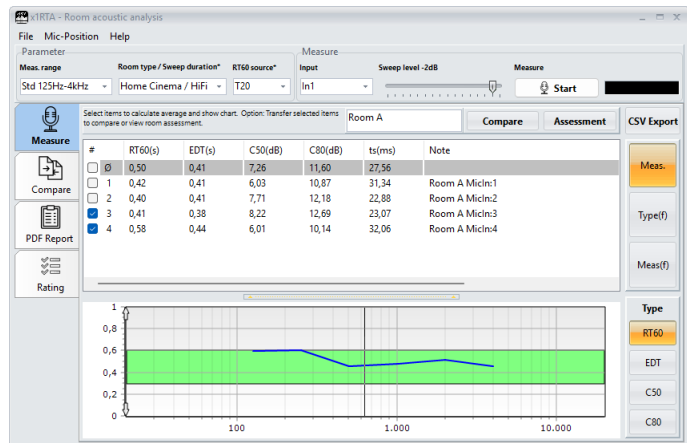 x1RTA - Room acoustic analysis
File Mic-Position Help
Parameter
Measure
Meas. range Room type / Sweep duration* RT60 source* Input Sweep level -2dB Measure
Std 125Hz-4kHz Home Cinema / HiFi T20 In1 Start
Measure
Compare
PDF Report
Rating
Select items to calculate average and show chart. Option: Transfer selected items
to compare or view room assessment.
Room A Compare Assessment CSV Export
# RT60(s) EDT(s) C50(dB) C80(dB) ts(ms) Note
Ø 0,50 0,41 7,26 11,60 27,56
1 0,42 0,41 6,03 10,87 31,34 Room A MicIn:1
2 0,40 0,41 7,71 12,18 22,88 Room A MicIn:2
3 0,41 0,38 8,22 12,69 23,07 Room A MicIn:3
4 0,58 0,44 6,01 10,14 32,06 Room A MicIn:4
Meas.
Type(f)
Meas(f)
1
0,8
0,6
0,4
0,2
0
100 1.000 10.000
Type
RT60
EDT
C50
C80